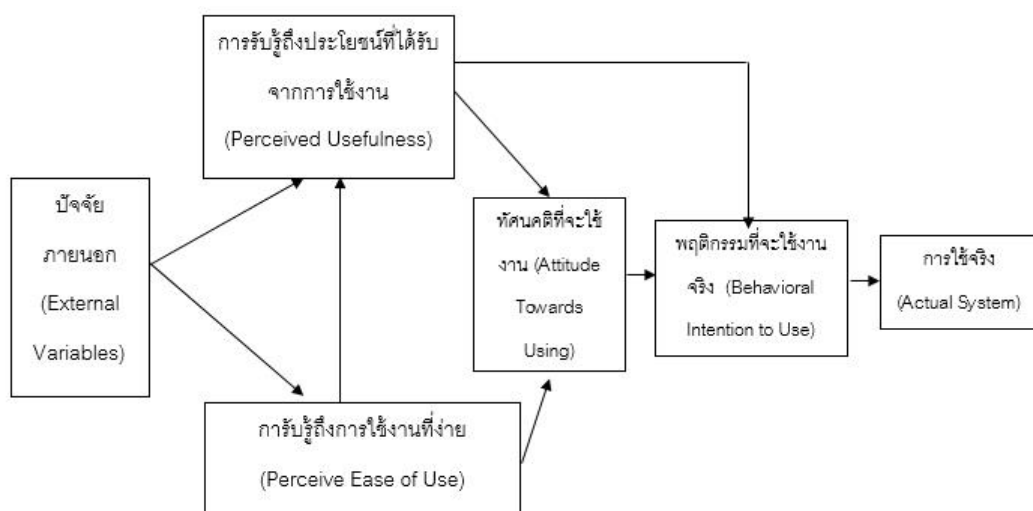 การรับรู้ถึงประโยชน์ที่ได้รับ
จากการใช้งาน
(Perceived Usefulness)
ปัจจัย
ภายนอก
(External
Variables)
ทัศนคติที่จะใช้
งาน (Attitude
Towards
Using)
พฤติกรรมที่จะใช้งาน
จริง (Behavioral
Intention to Use)
การใช้จริง
(Actual System)
การับรู้ถึงการใช้งานที่ง่าย
(Perceive Ease of Use)